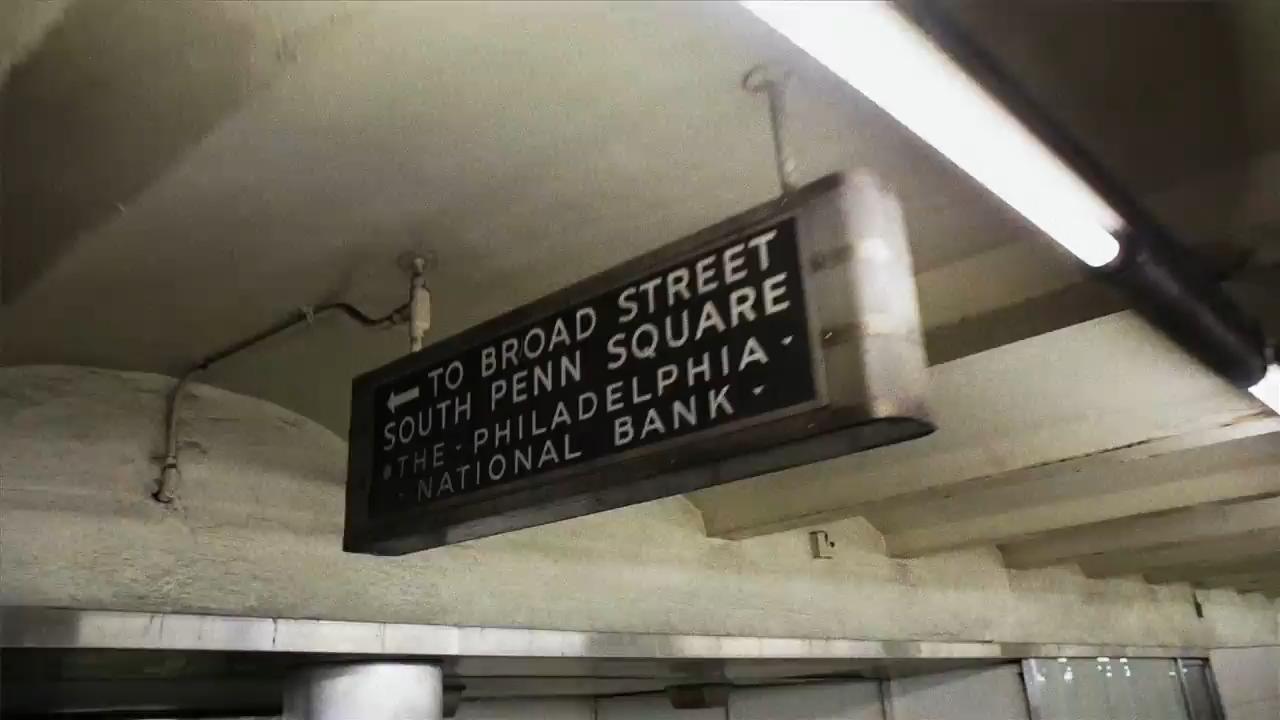 ← TO BROAD STREET
SOUTH PENN SQUARE
• THE - PHILADELPHIA -
- NATIONAL BANK -